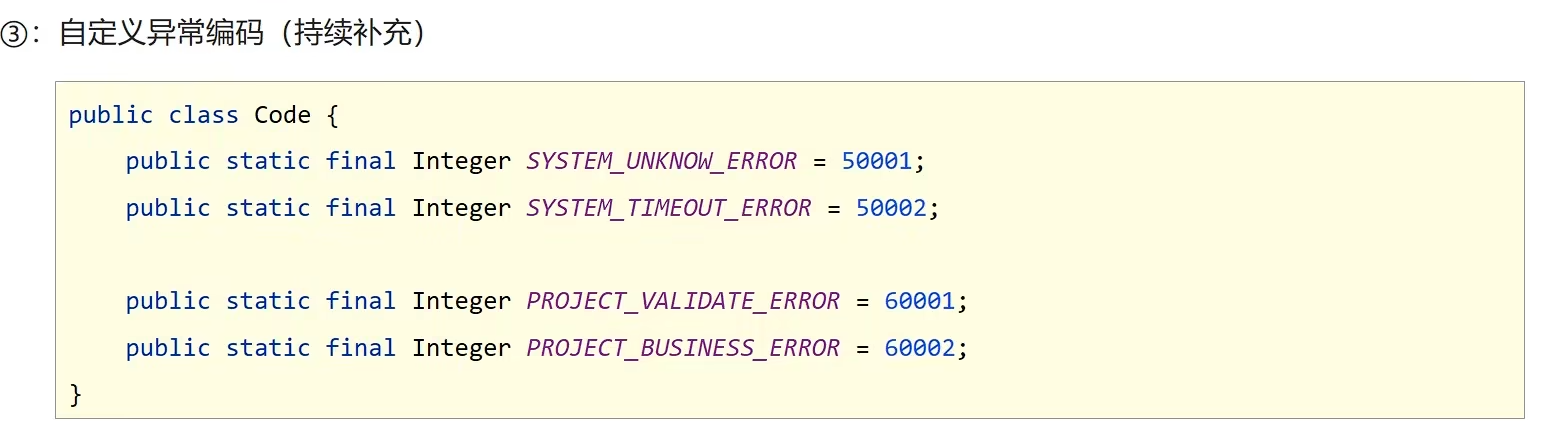 ③：自定义异常编码（持续补充）
public class Code {
    public static final Integer SYSTEM_UNKNOW_ERROR = 50001;
    public static final Integer SYSTEM_TIMEOUT_ERROR = 50002;
    public static final Integer PROJECT_VALIDATE_ERROR = 60001;
    public static final Integer PROJECT_BUSINESS_ERROR = 60002;
}